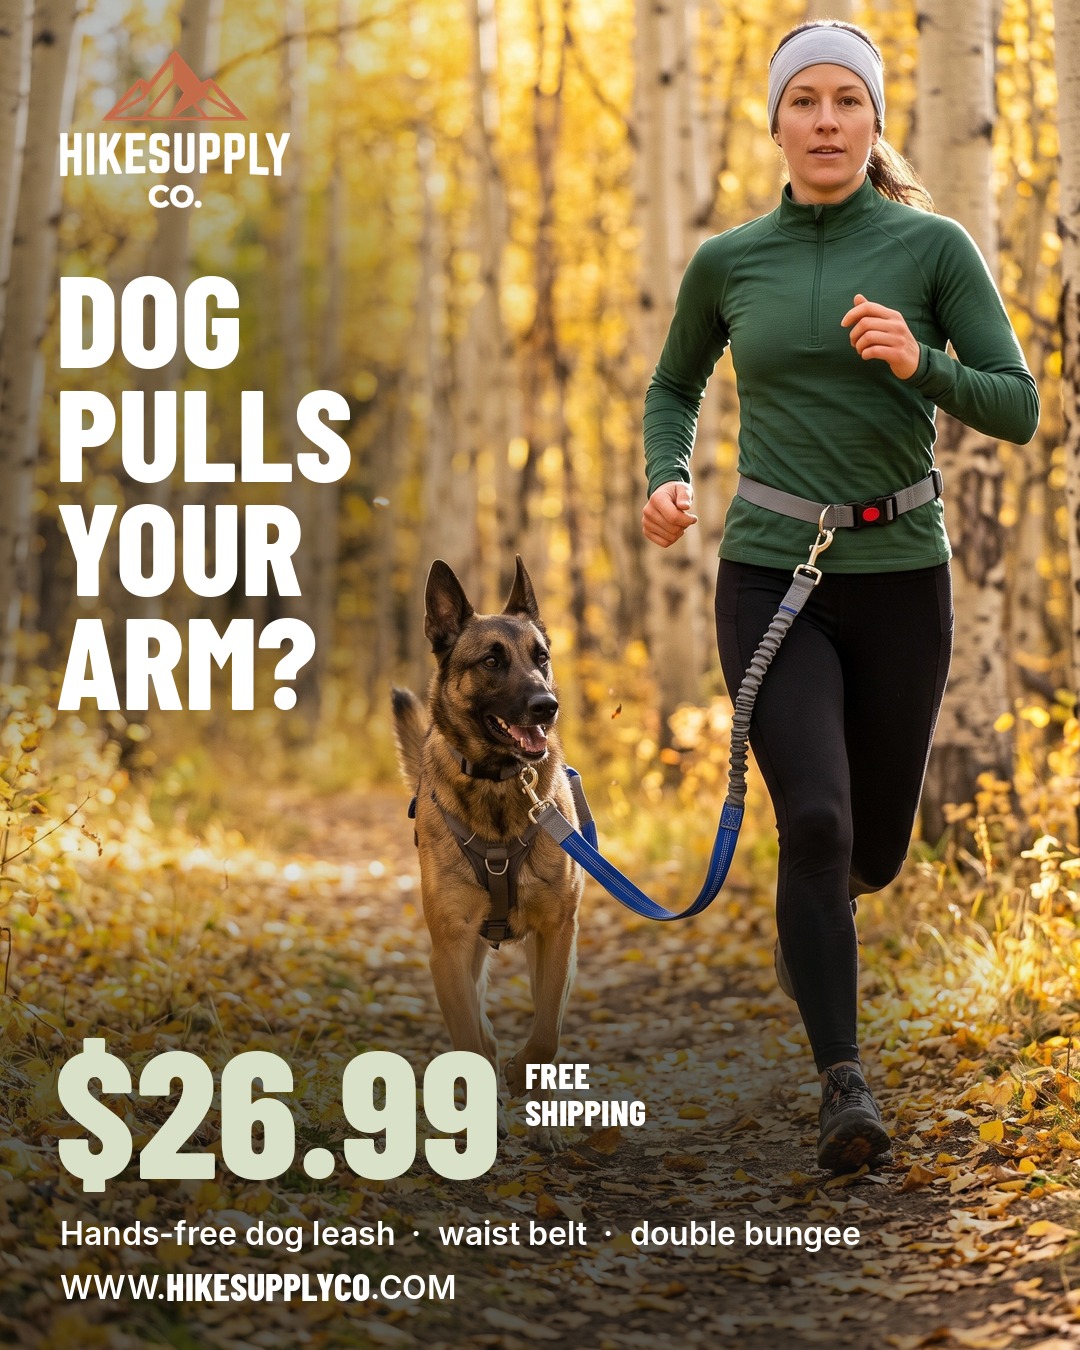 HIKESUPPLY
CO.
DOG
PULLS
YOUR
ARM?
$26.99
FREE
SHIPPING
Hands-free dog leash · waist belt · double bungee
WWW.HIKESUPPLYCO.COM